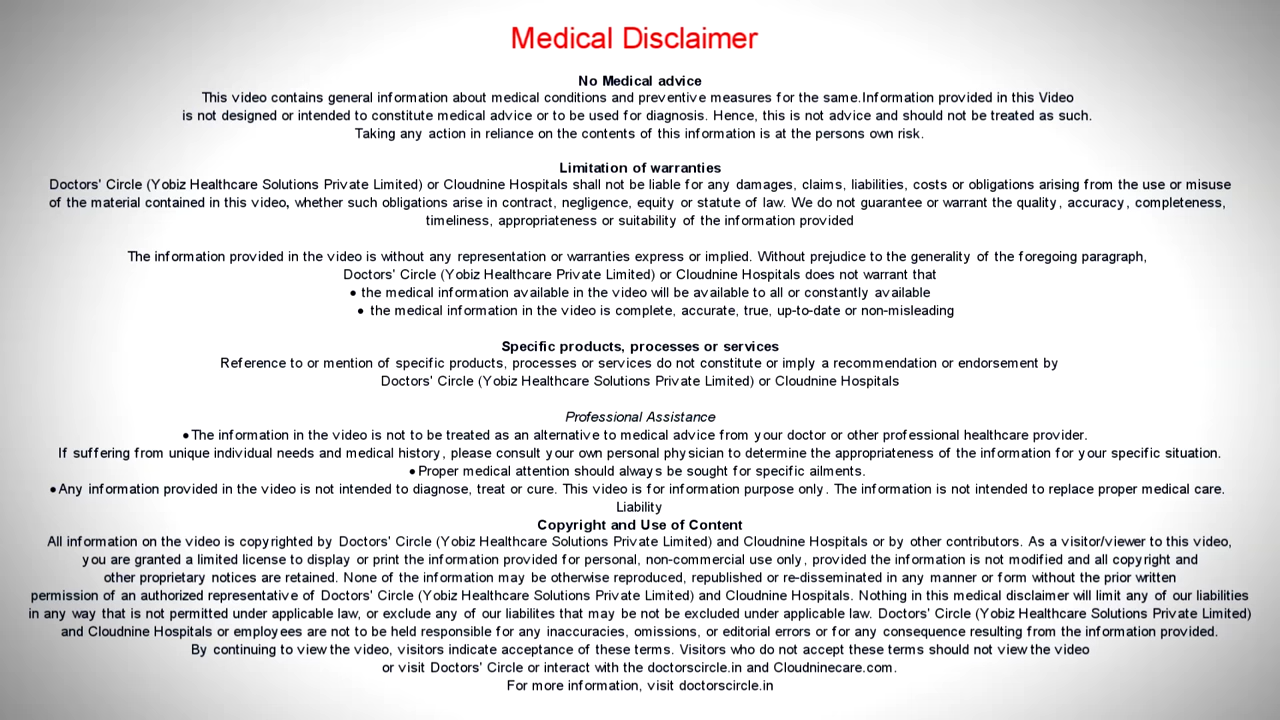 Medical Disclaimer
No Medical advice
This video contains general information about medical conditions and preventive measures for the same.Information provided in this Video
is not designed or intended to constitute medical advice or to be used for diagnosis. Hence, this is not advice and should not be treated as such.
Taking any action in reliance on the contents of this information is at the persons own risk.
Limitation of warranties
Doctors' Circle (Yobiz Healthcare Solutions Private Limited) or Cloudnine Hospitals shall not be liable for any damages, claims, liabilities, costs or obligations arising from the use or misuse
of the material contained in this video, whether such obligations arise in contract, negligence, equity or statute of law. We do not guarantee or warrant the quality, accuracy, completeness,
timeliness, appropriateness or suitability of the information provided
The information provided in the video is without any representation or warranties express or implied. Without prejudice to the generality of the foregoing paragraph,
Doctors' Circle (Yobiz Healthcare Private Limited) or Cloudnine Hospitals does not warrant that
• the medical information available in the video will be available to all or constantly available
• the medical information in the video is complete, accurate, true, up-to-date or non-misleading
Specific products, processes or services
Reference to or mention of specific products, processes or services do not constitute or imply a recommendation or endorsement by
Doctors' Circle (Yobiz Healthcare Solutions Private Limited) or Cloudnine Hospitals
Professional Assistance
•The information in the video is not to be treated as an alternative to medical advice from your doctor or other professional healthcare provider.
If suffering from unique individual needs and medical history, please consult your own personal physician to determine the appropriateness of the information for your specific situation.
•Proper medical attention should always be sought for specific ailments.
•Any information provided in the video is not intended to diagnose, treat or cure. This video is for information purpose only. The information is not intended to replace proper medical care.
Liability
Copyright and Use of Content
All information on the video is copyrighted by Doctors' Circle (Yobiz Healthcare Solutions Private Limited) and Cloudnine Hospitals or by other contributors. As a visitor/viewer to this video,
you are granted a limited license to display or print the information provided for personal, non-commercial use only, provided the information is not modified and all copyright and
other proprietary notices are retained. None of the information may be otherwise reproduced, republished or re-disseminated in any manner or form without the prior written
permission of an authorized representative of Doctors' Circle (Yobiz Healthcare Solutions Private Limited) and Cloudnine Hospitals. Nothing in this medical disclaimer will limit any of our liabilities
in any way that is not permitted under applicable law, or exclude any of our liabilites that may be not be excluded under applicable law. Doctors' Circle (Yobiz Healthcare Solutions Private Limited)
and Cloudnine Hospitals or employees are not to be held responsible for any inaccuracies, omissions, or editorial errors or for any consequence resulting from the information provided.
By continuing to view the video, visitors indicate acceptance of these terms. Visitors who do not accept these terms should not view the video
or visit Doctors' Circle or interact with the doctorscircle.in and Cloudninecare.com.
For more information, visit doctorscircle.in